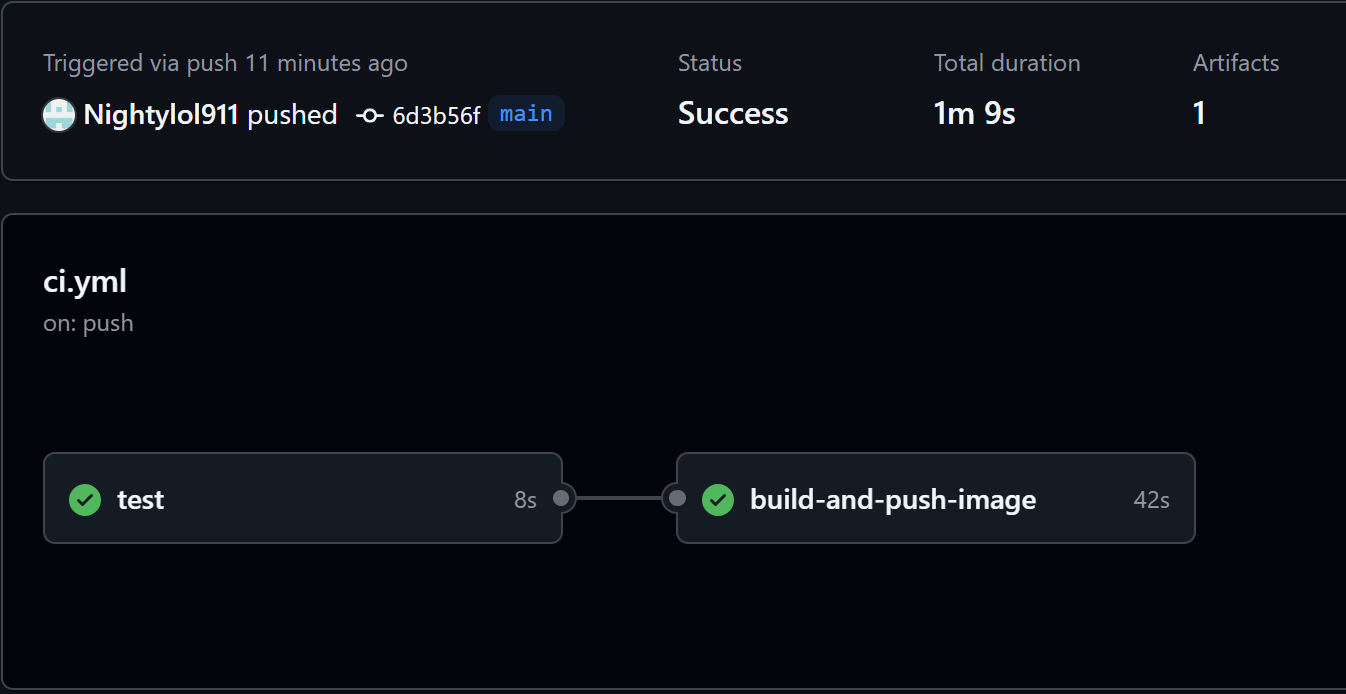 Triggered via push 11 minutes ago
Nightylol911 pushed 6d3b56f main
Status
Success
Total duration
1m 9s
Artifacts
1
ci.yml
on: push
test 8s
build-and-push-image 42s